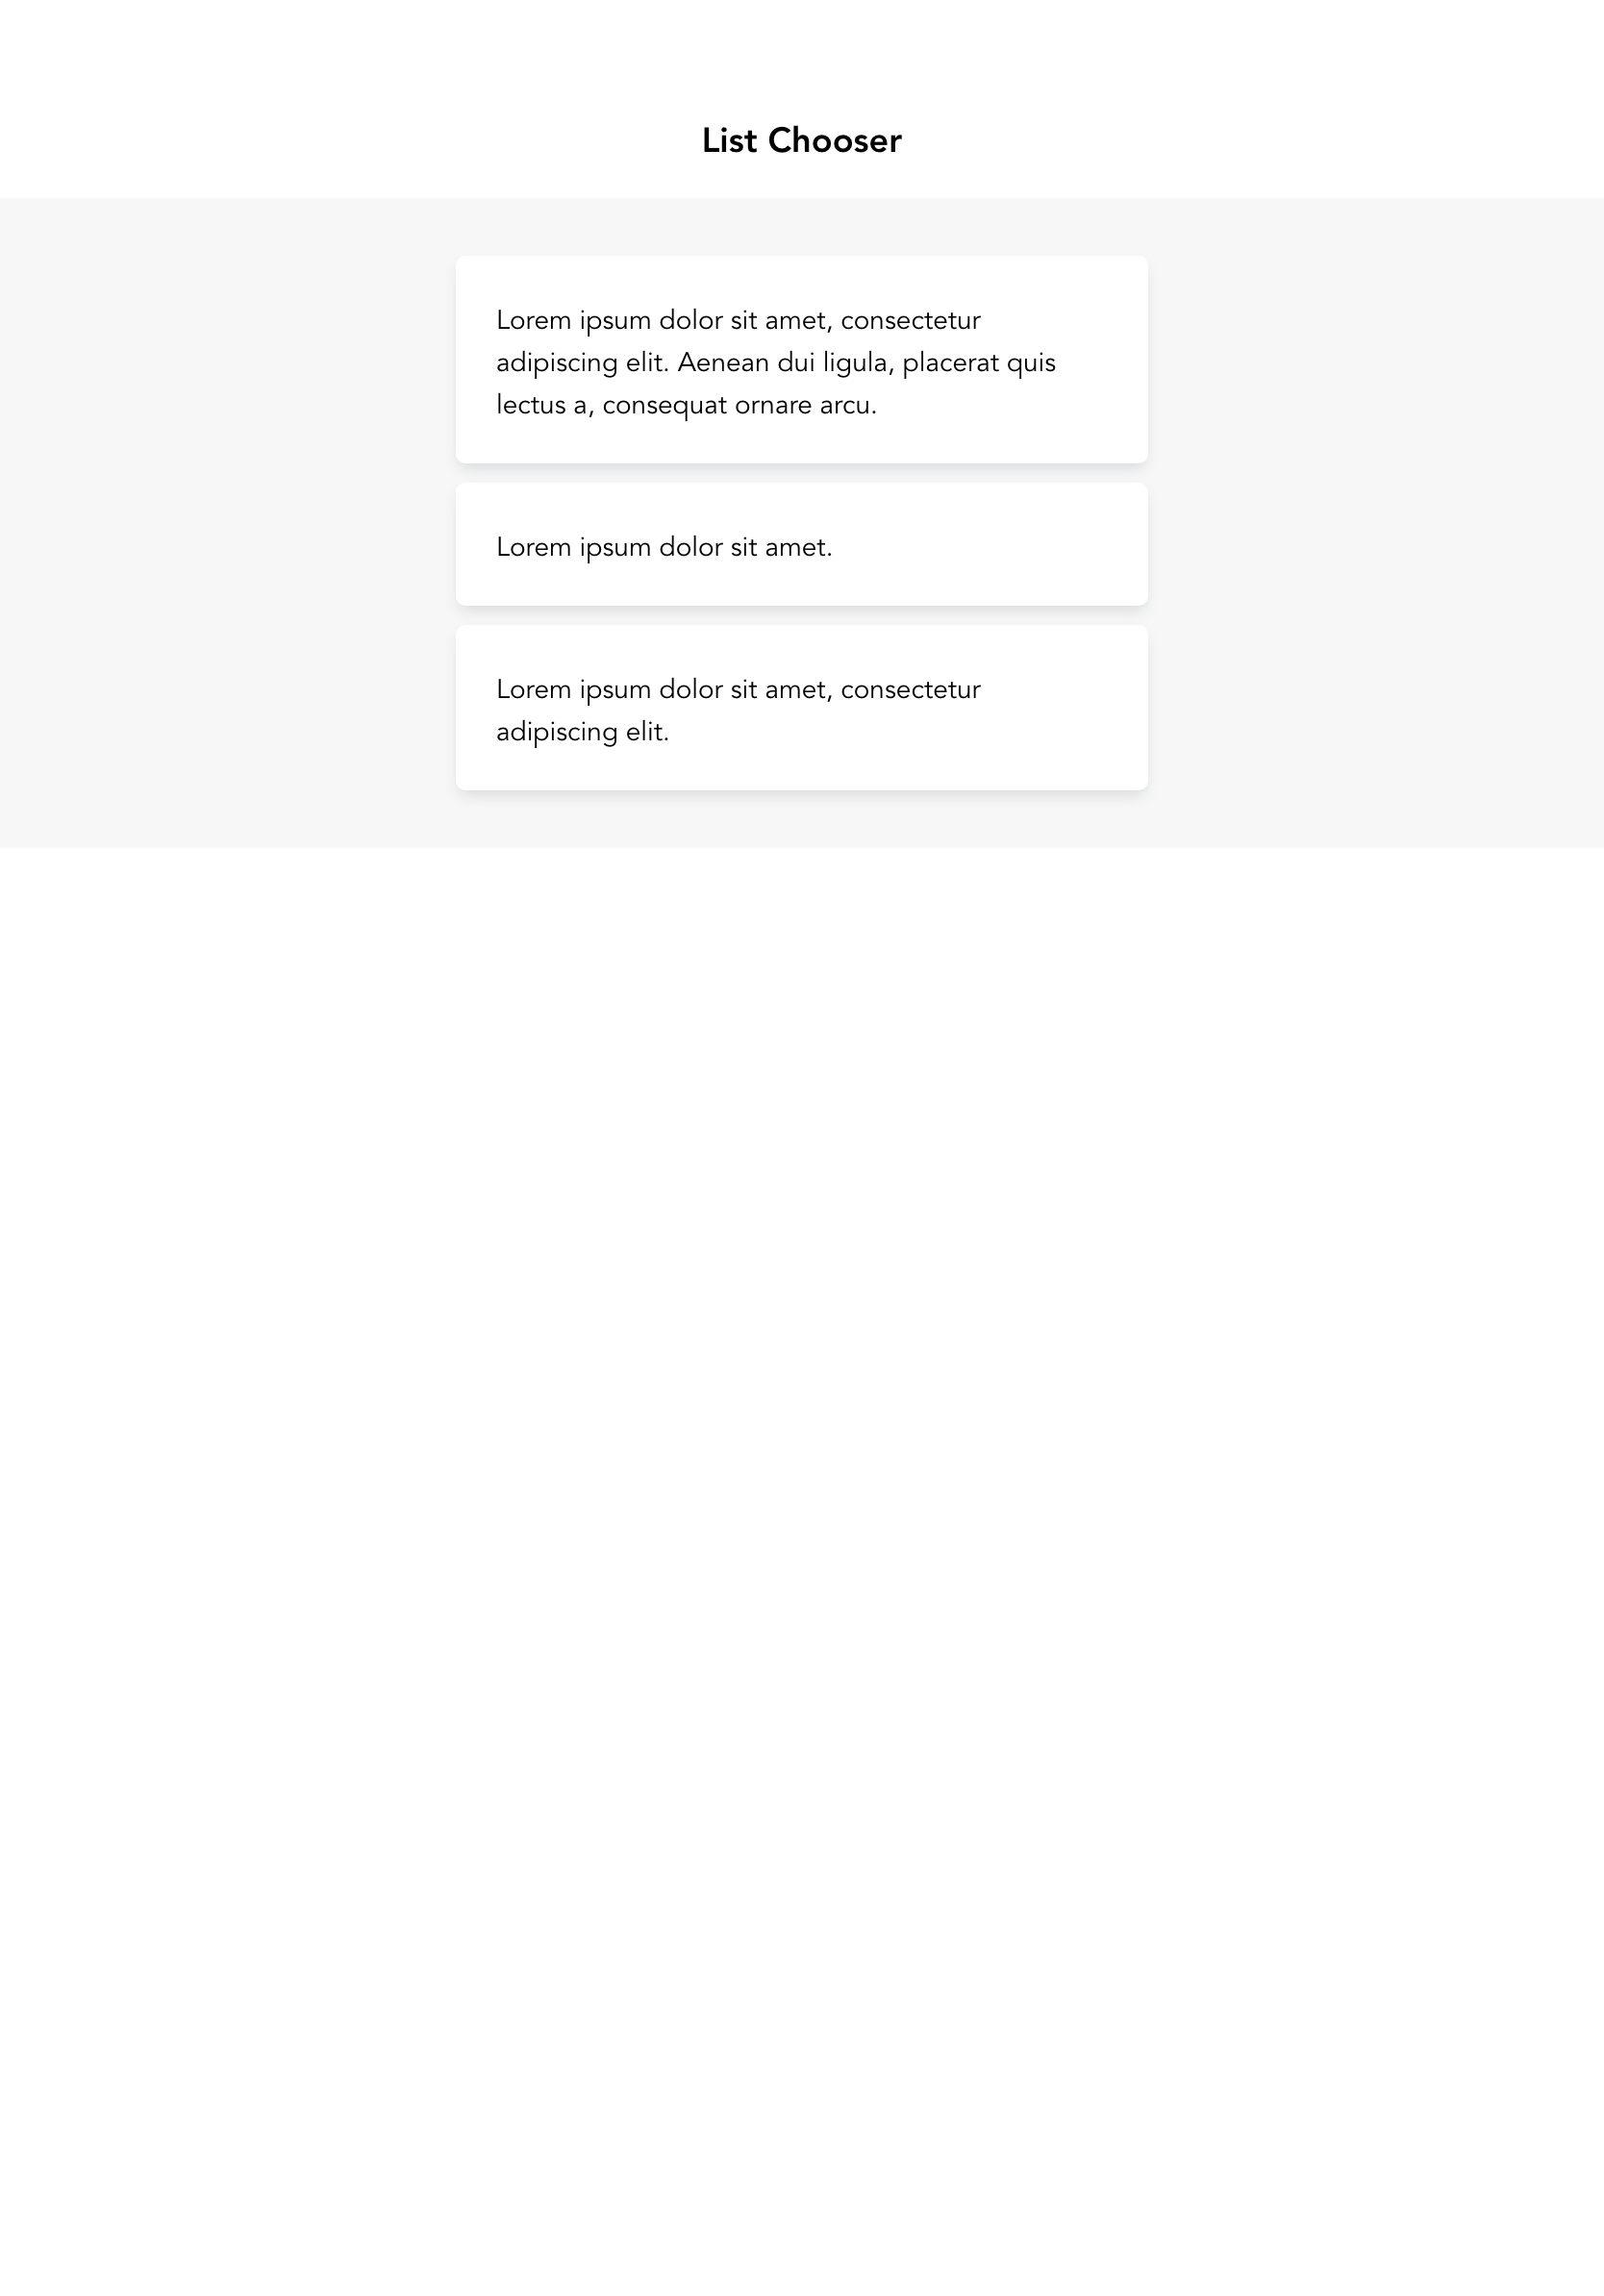 List Chooser
Lorem ipsum dolor sit amet, consectetur
adipiscing elit. Aenean dui ligula, placerat quis
lectus a, consequat ornare arcu.
Lorem ipsum dolor sit amet.
Lorem ipsum dolor sit amet, consectetur
adipiscing elit.